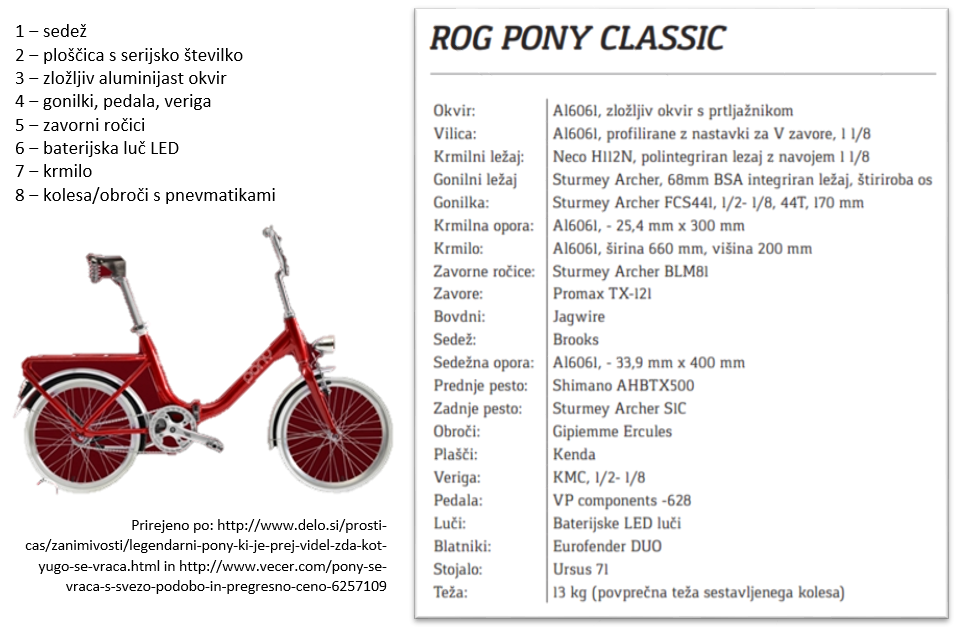 1 – sedež
2 – ploščica s serijsko številko
3 – zložljiv aluminijast okvir
4 – gonilki, pedala, veriga
5 – zavorni ročici
6 – baterijska luč LED
7 – krmilo
8 – kolesa/obroči s pnevmatikami
pony
Prirejeno po: http://www.delo.si/prosti-
cas/zanimivosti/legendarni-pony-ki-je-prej-videl-zda-kot-
yugo-se-vraca.html in http://www.vecer.com/pony-se-
vraca-s-svezo-podobo-in-pregresno-ceno-6257109
ROG PONY CLASSIC
Okvir: Al6061, zložljiv okvir s prtljažnikom
Vilica: Al6061, profilirane z nastavki za V zavore, 1 1/8
Krmilni ležaj: Neco H112N, polintegriran lezaj z navojem 1 1/8
Gonilni ležaj Sturmey Archer, 68mm BSA integriran ležaj, štiriroba os
Gonilka: Sturmey Archer FCS441, 1/2- 1/8, 44T, 170 mm
Krmilna opora: Al6061, - 25,4 mm x 300 mm
Krmilo: Al6061, širina 660 mm, višina 200 mm
Zavorne ročice: Sturmey Archer BLM81
Zavore: Promax TX-121
Bovdni: Jagwire
Sedež: Brooks
Sedežna opora: Al6061, - 33,9 mm x 400 mm
Prednje pesto: Shimano AHBTX500
Zadnje pesto: Sturmey Archer S1C
Obroči: Gipiemme Ercules
Plašči: Kenda
Veriga: KMC, 1/2- 1/8
Pedala: VP components -628
Luči: Baterijske LED luči
Blatniki: Eurofender DUO
Stojalo: Ursus 71
Teža: 13 kg (povprečna teža sestavljenega kolesa)